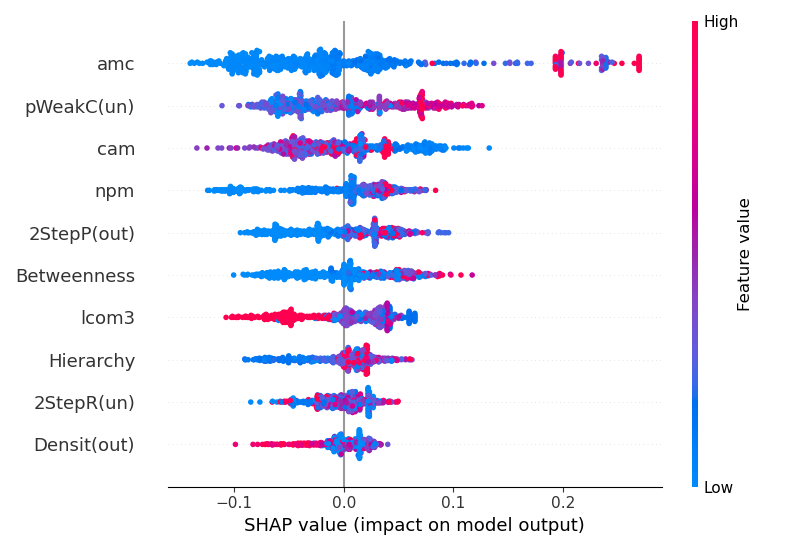 High
amc
pWeakC(un)
cam
npm
2StepP(out)
Betweenness
lcom3
Hierarchy
2StepR(un)
Densit(out)
Feature value
Low
−0.1 0.0 0.1 0.2
SHAP value (impact on model output)